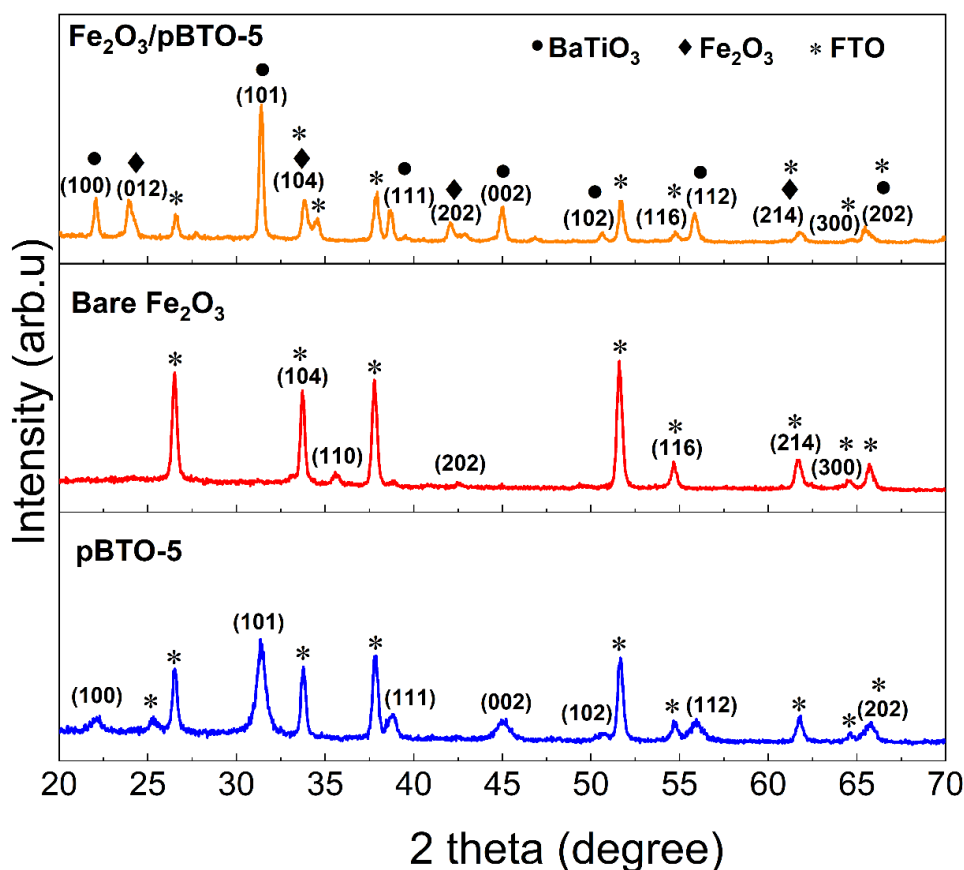 Intensity (arb.u)
Fe₂O₃/pBTO-5
● BaTiO₃ ◆ Fe₂O₃ * FTO
(100) (012) * (101) * ◆ (104) * * (111) (202) (002) (102) * * (116) (112) * ◆ (214) * (300) * ● (202)
Bare Fe₂O₃
* * (104) (110) * (202) * * (116) * (214) * (300) *
pBTO-5
(100) * * (101) * * (111) (002) (102) * * (112) * * * (202)
20 25 30 35 40 45 50 55 60 65 70
2 theta (degree)